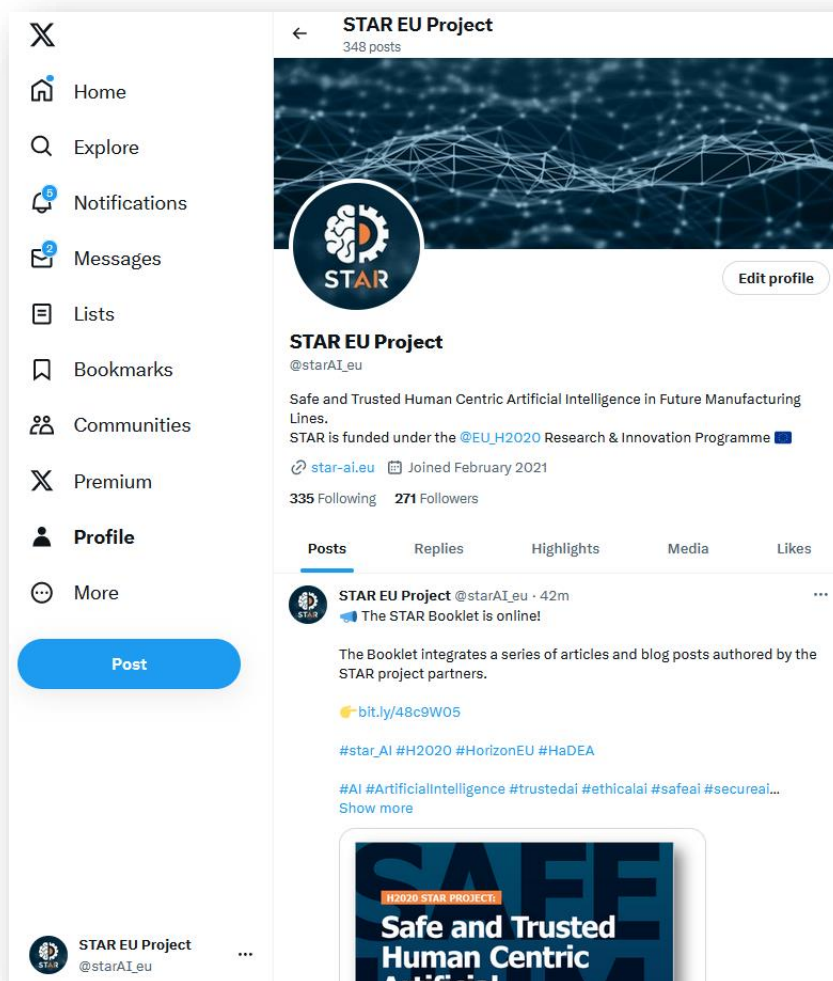 Home
Explore
5
Notifications
2
Messages
Lists
Bookmarks
Communities
Premium
Profile
More
Post
STAR EU Project
@starAI_eu
STAR EU Project
348 posts
STAR
Edit profile
STAR EU Project
@starAI_eu
Safe and Trusted Human Centric Artificial Intelligence in Future Manufacturing
Lines.
STAR is funded under the @EU_H2020 Research & Innovation Programme
star-ai.eu Joined February 2021
335 Following 271 Followers
Posts Replies Highlights Media Likes
STAR
STAR EU Project @starAI_eu · 42m
The STAR Booklet is online!
The Booklet integrates a series of articles and blog posts authored by the
STAR project partners.
bit.ly/48c9W05
#star_AI #H2020 #HorizonEU #HaDEA
#AI #ArtificialIntelligence #trustedai #ethicalai #safeai #secureai...
Show more
SAFE
H2020 STAR PROJECT:
Safe and Trusted
Human Centric
Artificial
STAR